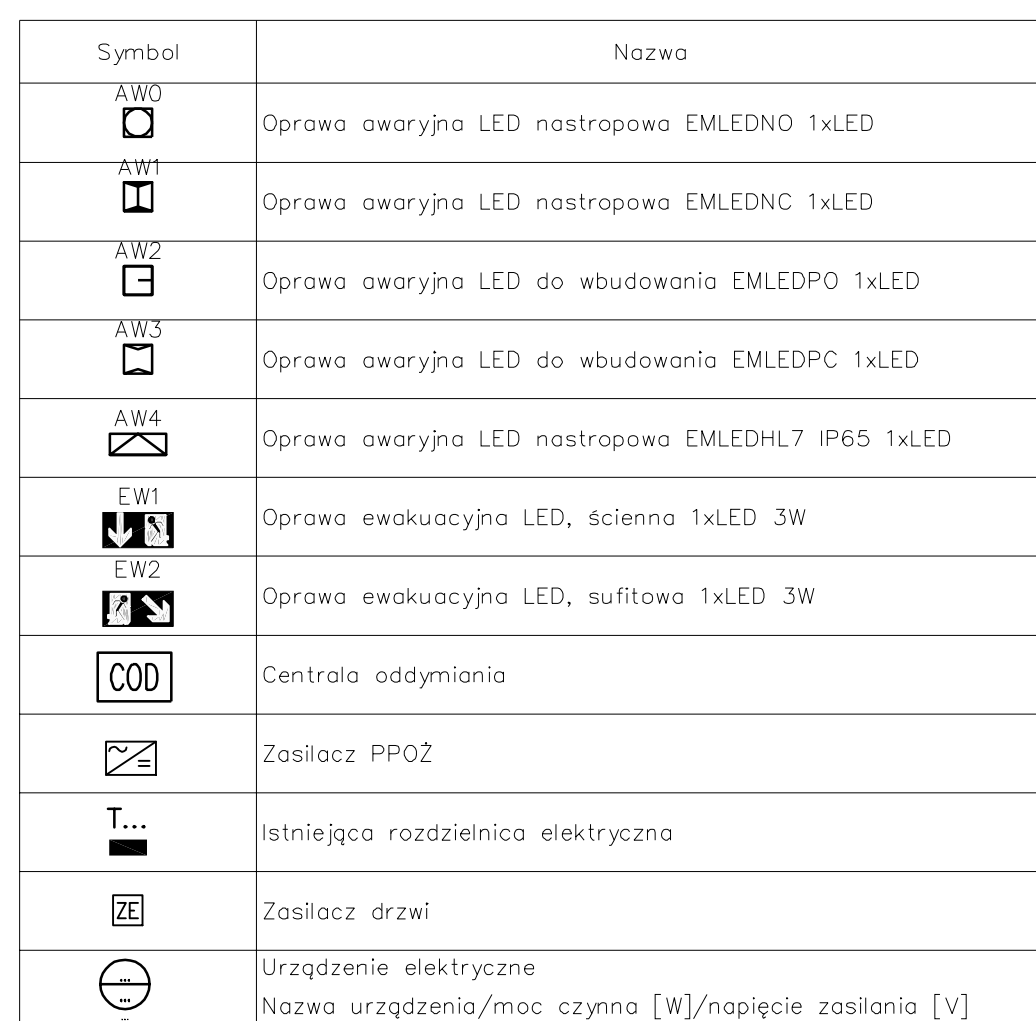 Symbol Nazwa
AW0
Oprawa awaryjna LED nastropowa EMLEDNO 1xLED
AW1
Oprawa awaryjna LED nastropowa EMLEDNC 1xLED
AW2
Oprawa awaryjna LED do wbudowania EMLEDPO 1xLED
AW3
Oprawa awaryjna LED do wbudowania EMLEDPC 1xLED
AW4
Oprawa awaryjna LED nastropowa EMLEDHL7 IP65 1xLED
EW1
Oprawa ewakuacyjna LED, ścienna 1xLED 3W
EW2
Oprawa ewakuacyjna LED, sufitowa 1xLED 3W
COD Centrala oddymiania
Zasilacz PPOŻ
T...
Istniejąca rozdzielnica elektryczna
ZE Zasilacz drzwi
Urządzenie elektryczne
...
Nazwa urządzenia/moc czynna [W]/napięcie zasilania [V]
...